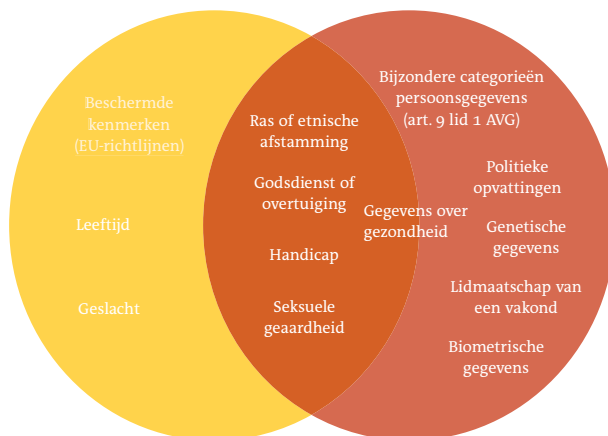 Beschermde
kenmerken
(EU-richtlijnen)
Leeftijd
Geslacht
Ras of etnische
afstamming
Godsdienst of
overtuiging
Handicap
Seksuele
geaardheid
Gegevens over
gezondheid
Bijzondere categorieën
persoonsgegevens
(art. 9 lid 1 AVG)
Politieke
opvattingen
Genetische
gegevens
Lidmaatschap van
een vakond
Biometrische
gegevens